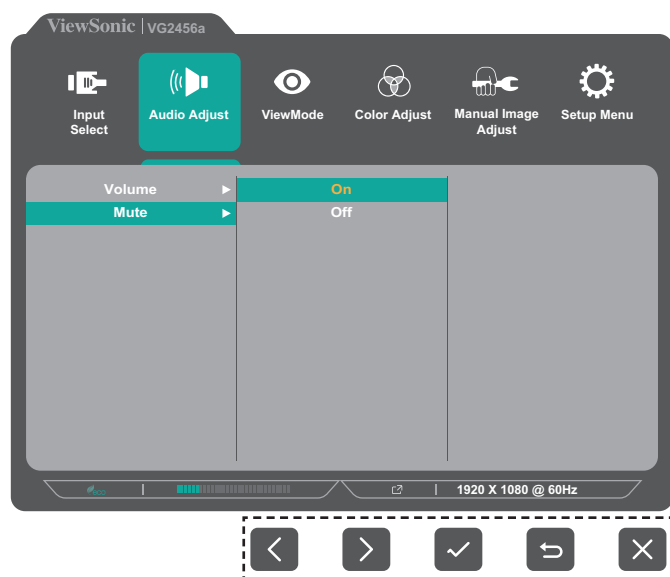 ViewSonic | VG2456a
Input
Select
Audio Adjust
ViewMode
Color Adjust
Manual Image
Adjust
Setup Menu
Volume
On
Mute
Off
eco
1920 X 1080 @ 60Hz